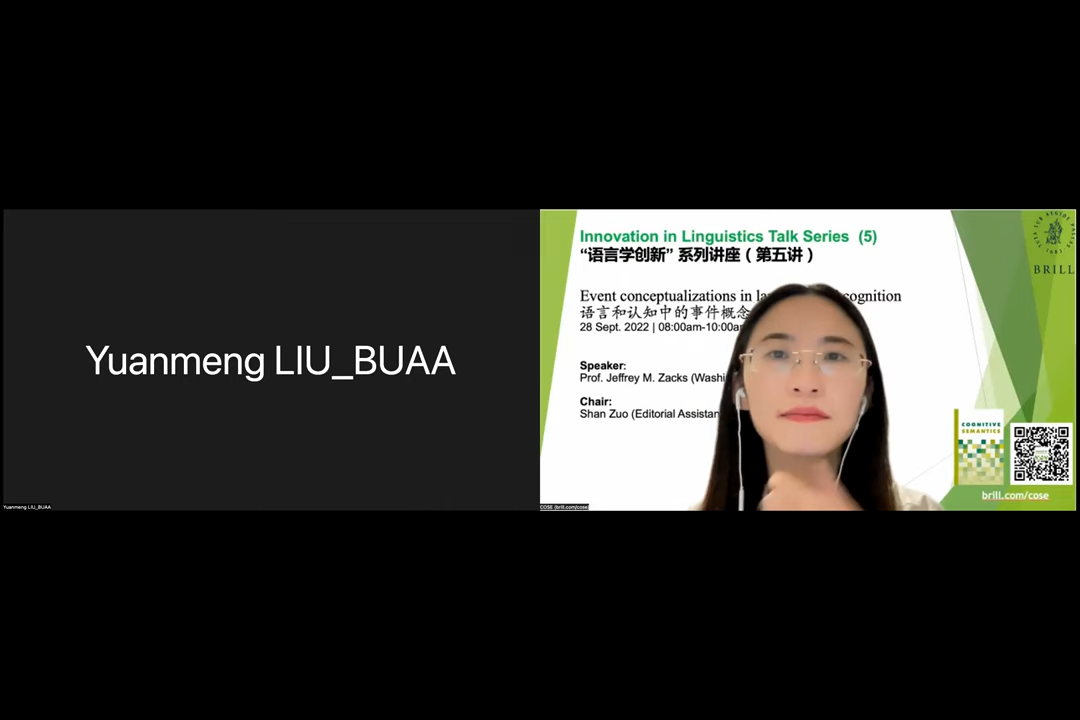 Yuanmeng LIU_BUAA
Yuanmeng LIU_BUAA
Innovation in Linguistics Talk Series (5)
“语言学创新” 系列讲座（第五讲）
Event conceptualizations in la cognition
语言和认知中的事件概念
28 Sept. 2022 | 08:00am-10:00am
Speaker:
Prof. Jeffrey M. Zacks (Washi
Chair:
Shan Zuo (Editorial Assistan
COSE (brill.com/cose)
BRILL
COGNITIVE
SEMANTICS
brill.com/cose